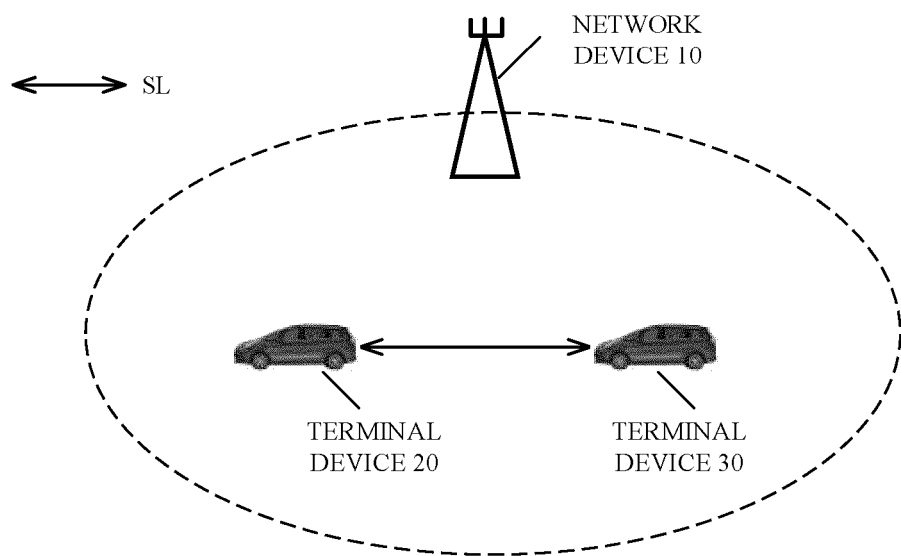 NETWORK
DEVICE 10
SL
TERMINAL
DEVICE 20
TERMINAL
DEVICE 30